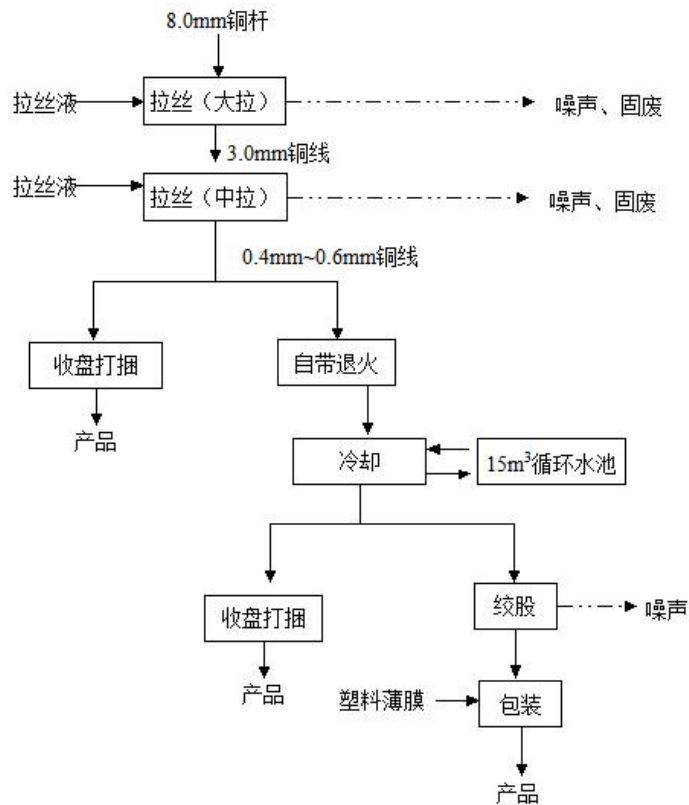 8.0mm铜杆
拉丝液
拉丝（大拉）
噪声、固废
3.0mm铜线
拉丝液
拉丝（中拉）
噪声、固废
0.4mm~0.6mm铜线
收盘打捆
自带退火
产品
冷却
15m³循环水池
收盘打捆
绞股
噪声
产品
塑料薄膜
包装
产品